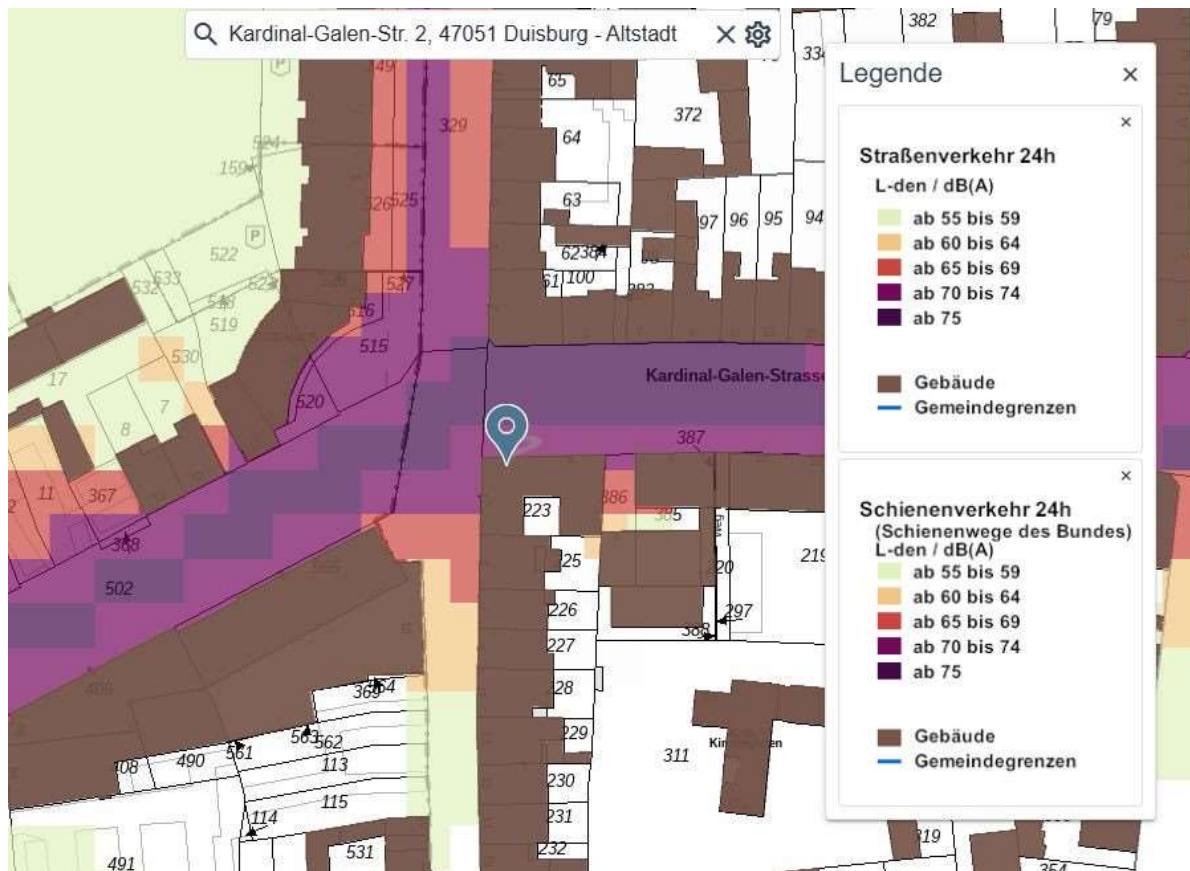 Kardinal-Galen-Str. 2, 47051 Duisburg - Altstadt
Legende
Straßenverkehr 24h
L-den / dB(A)
ab 55 bis 59
ab 60 bis 64
ab 65 bis 69
ab 70 bis 74
ab 75
Gebäude
Gemeindegrenzen
Schienenverkehr 24h
(Schienenwege des Bundes)
L-den / dB(A)
ab 55 bis 59
ab 60 bis 64
ab 65 bis 69
ab 70 bis 74
ab 75
Gebäude
Gemeindegrenzen
382
79
P
65
372
329
64
524
159
63
526
525
97
96
95
94
P
522
62
533
532
61
100
527
519
516
515
530
17
Kardinal-Galen-Strasse
520
7
8
387
11
367
386
223
368
219
502
226
297
227
388
369
228
229
563
562
561
490
311
113
230
115
231
114
232
531
491
319
354